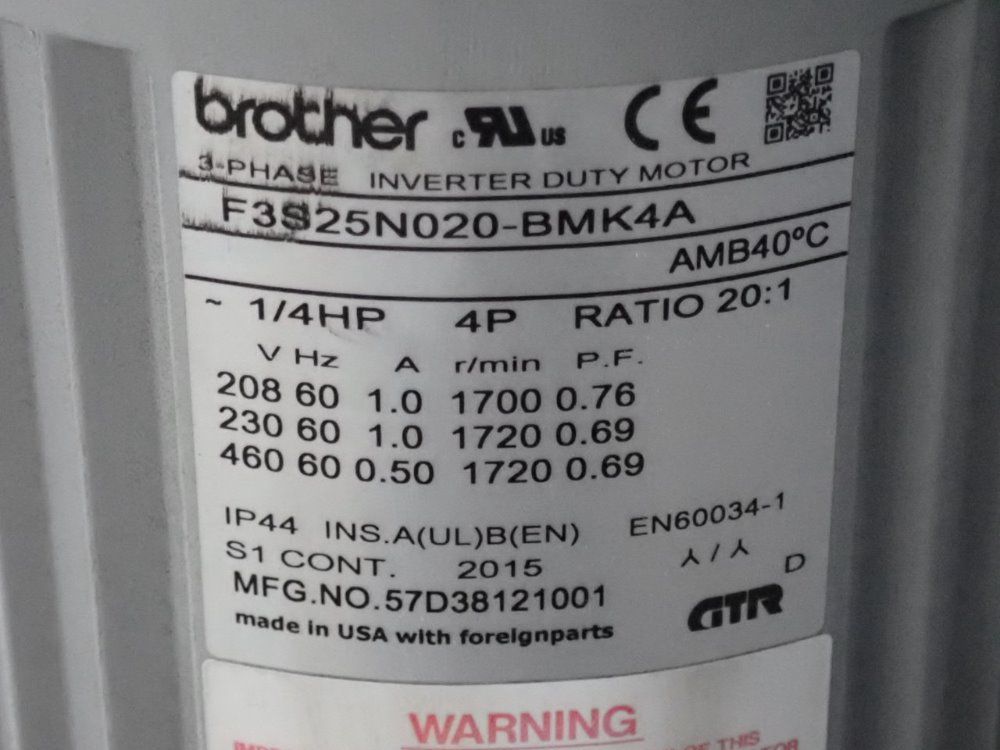 brother c RU us CE
3-PHASE INVERTER DUTY MOTOR
F3S25N020-BMK4A
AMB40°C
~ 1/4HP 4P RATIO 20:1
V Hz A r/min P.F.
208 60 1.0 1700 0.76
230 60 1.0 1720 0.69
460 60 0.50 1720 0.69
IP44 INS.A(UL)B(EN) EN60034-1
S1 CONT. 2015 人/人 D
MFG.NO.57D38121001
GTR
made in USA with foreignparts
WARNING
OF THIS